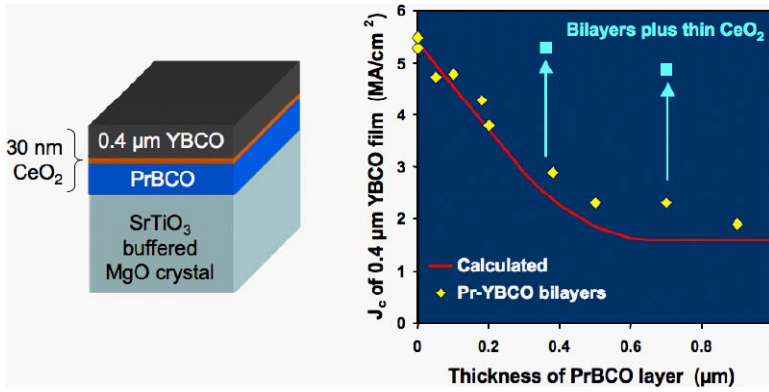 0.4 µm YBCO
30 nm
CeO₂
PrBCO
SrTiO₃
buffered
MgO crystal
Jc of 0.4 µm YBCO film (MA/cm²)
6
5
4
3
2
1
0
Bilayers plus thin CeO₂
Calculated
Pr-YBCO bilayers
0 0.2 0.4 0.6 0.8
Thickness of PrBCO layer (µm)